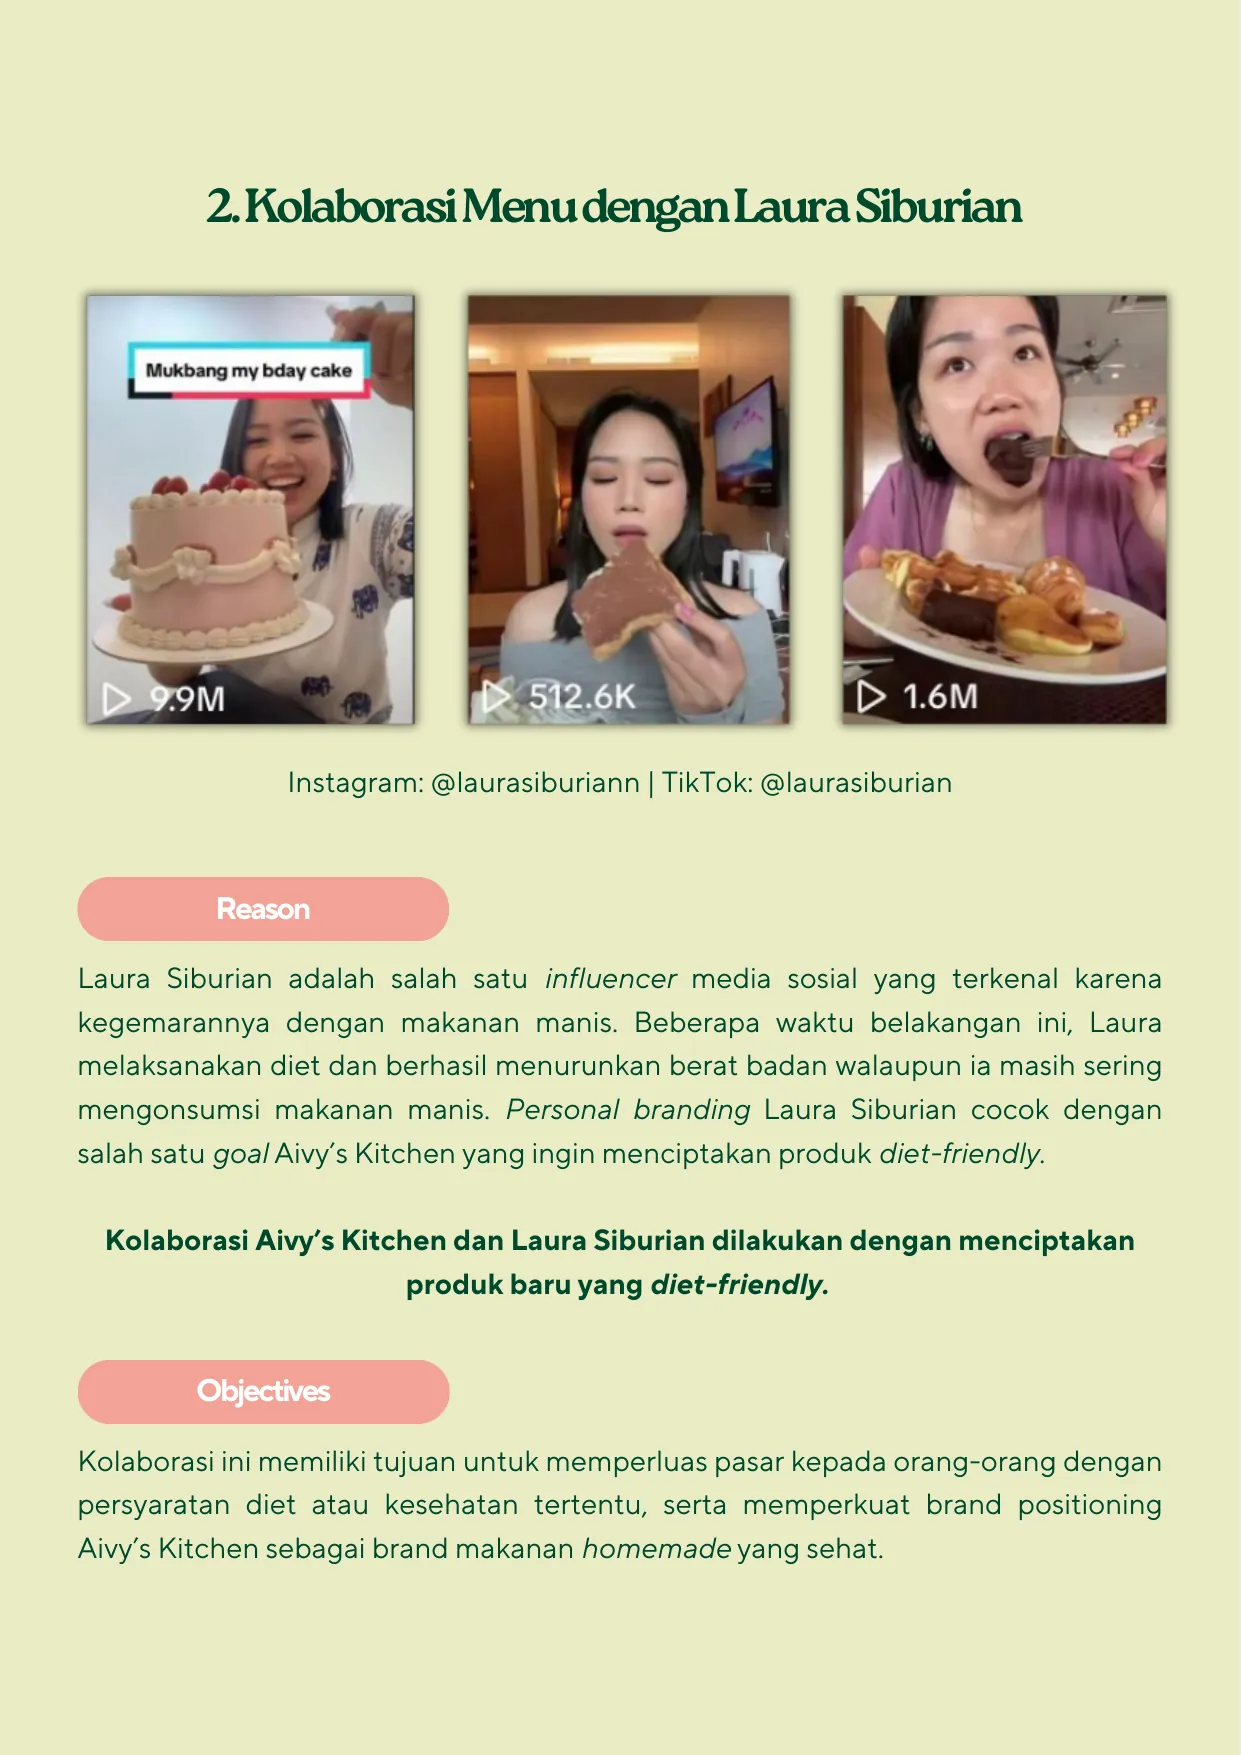 2. Kolaborasi Menu dengan Laura Siburian
Mukbang my bday cake
9.9M
512.6K
1.6M
Instagram: @laurasiburiann | TikTok: @laurasiburian
Reason
Laura Siburian adalah salah satu influencer media sosial yang terkenal karena
kegemarannya dengan makanan manis. Beberapa waktu belakangan ini, Laura
melaksanakan diet dan berhasil menurunkan berat badan walaupun ia masih sering
mengonsumsi makanan manis. Personal branding Laura Siburian cocok dengan
salah satu goal Aivy’s Kitchen yang ingin menciptakan produk diet-friendly.
Kolaborasi Aivy’s Kitchen dan Laura Siburian dilakukan dengan menciptakan
produk baru yang diet-friendly.
Objectives
Kolaborasi ini memiliki tujuan untuk memperluas pasar kepada orang-orang dengan
persyaratan diet atau kesehatan tertentu, serta memperkuat brand positioning
Aivy’s Kitchen sebagai brand makanan homemade yang sehat.